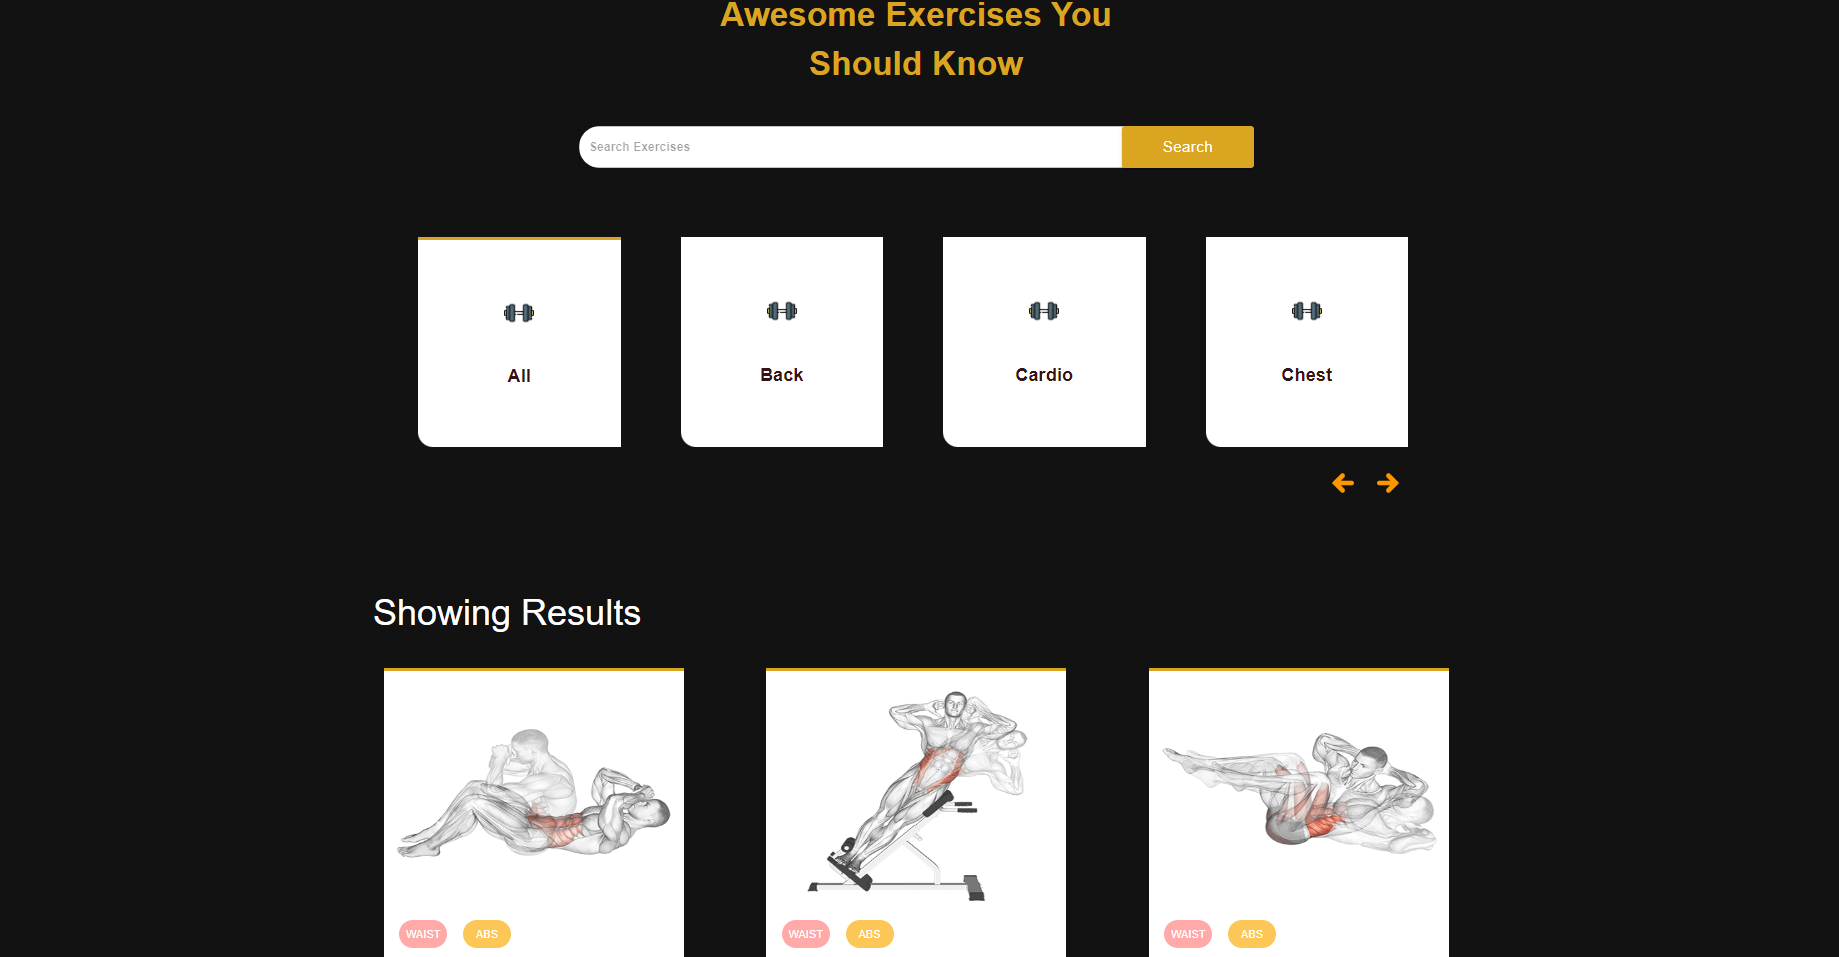 Awesome Exercises You
Should Know
Search Exercises
Search
All
Back
Cardio
Chest
Showing Results
WAIST
ABS
WAIST
ABS
WAIST
ABS